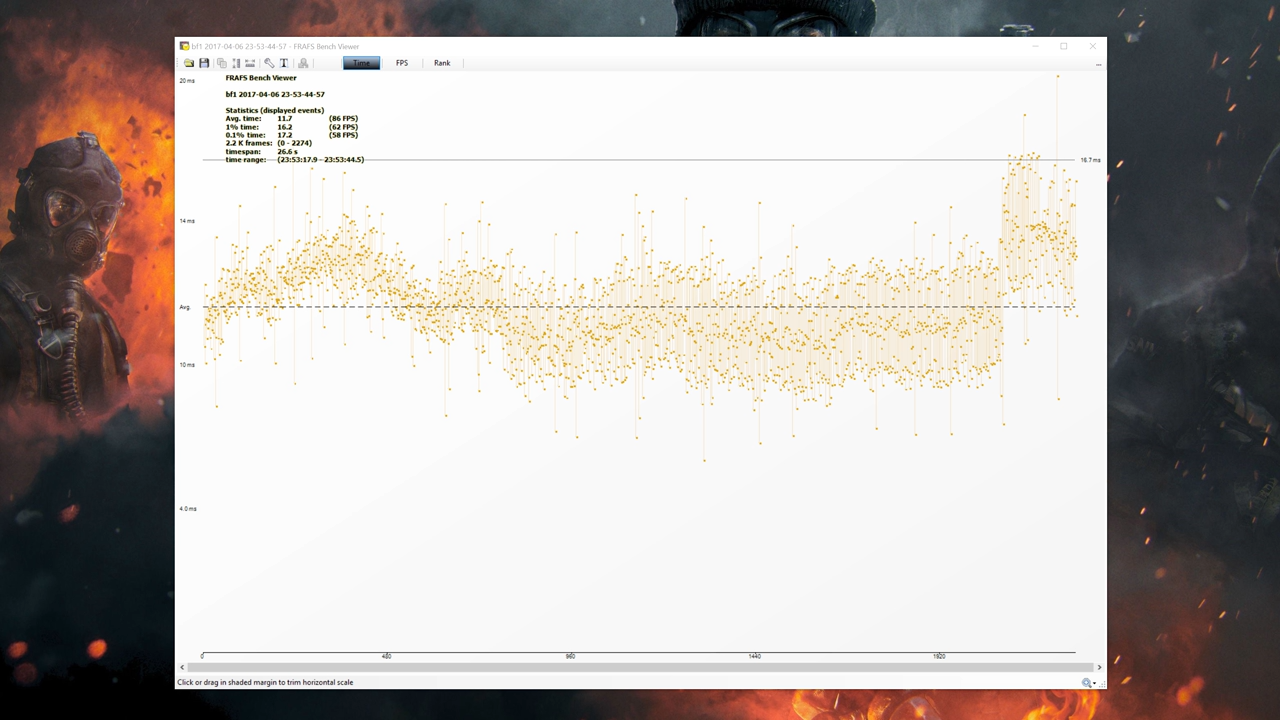 bf1 2017-04-06 23-53-44-57 - FRAFS Bench Viewer
Time FPS Rank ...
20 ms
FRAFS Bench Viewer
bf1 2017-04-06 23-53-44-57
Statistics (displayed events)
Avg. time: 11.7 (86 FPS)
1% time: 16.2 (62 FPS)
0.1% time: 17.2 (58 FPS)
2.2 K frames: (0 - 2274)
timespan: 26.6 s
time range: (23:53:17.9 - 23:53:44.5)
16.7 ms
14 ms
Avg.
10 ms
4.0 ms
0 480 960 1440 1920
Click or drag in shaded margin to trim horizontal scale